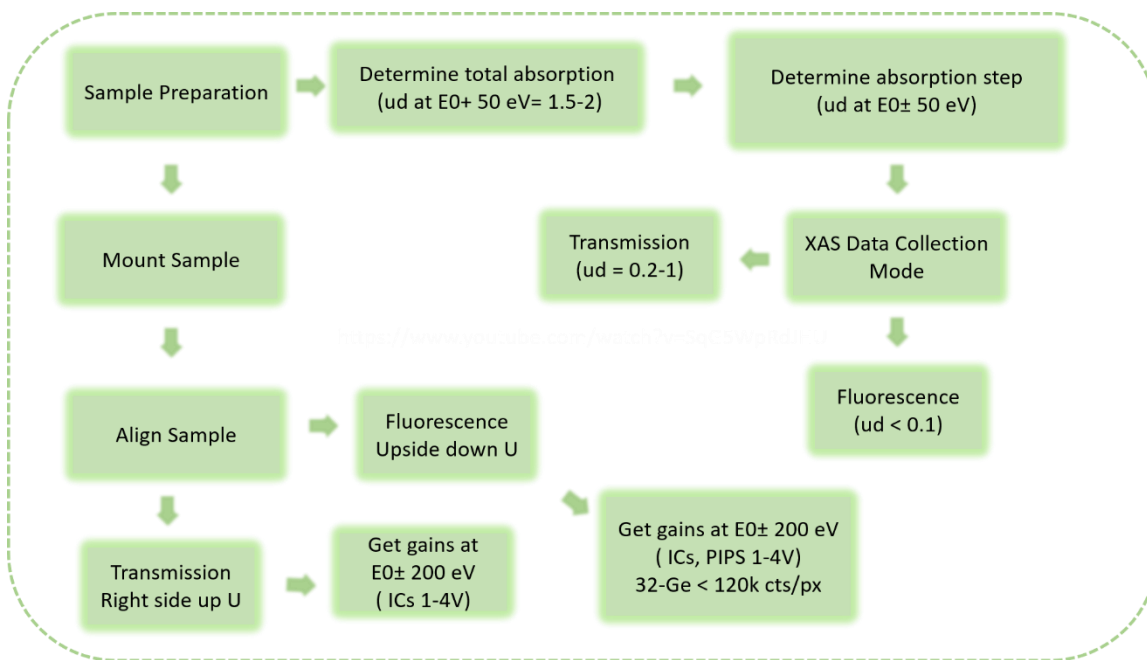 Sample Preparation
Determine total absorption
(ud at E0+ 50 eV= 1.5-2)
Determine absorption step
(ud at E0± 50 eV)
Mount Sample
Transmission
(ud = 0.2-1)
XAS Data Collection
Mode
Align Sample
Fluorescence
Upside down U
Fluorescence
(ud < 0.1)
Transmission
Right side up U
Get gains at
E0± 200 eV
( ICs 1-4V)
Get gains at E0± 200 eV
( ICs, PIPS 1-4V)
32-Ge < 120k cts/px